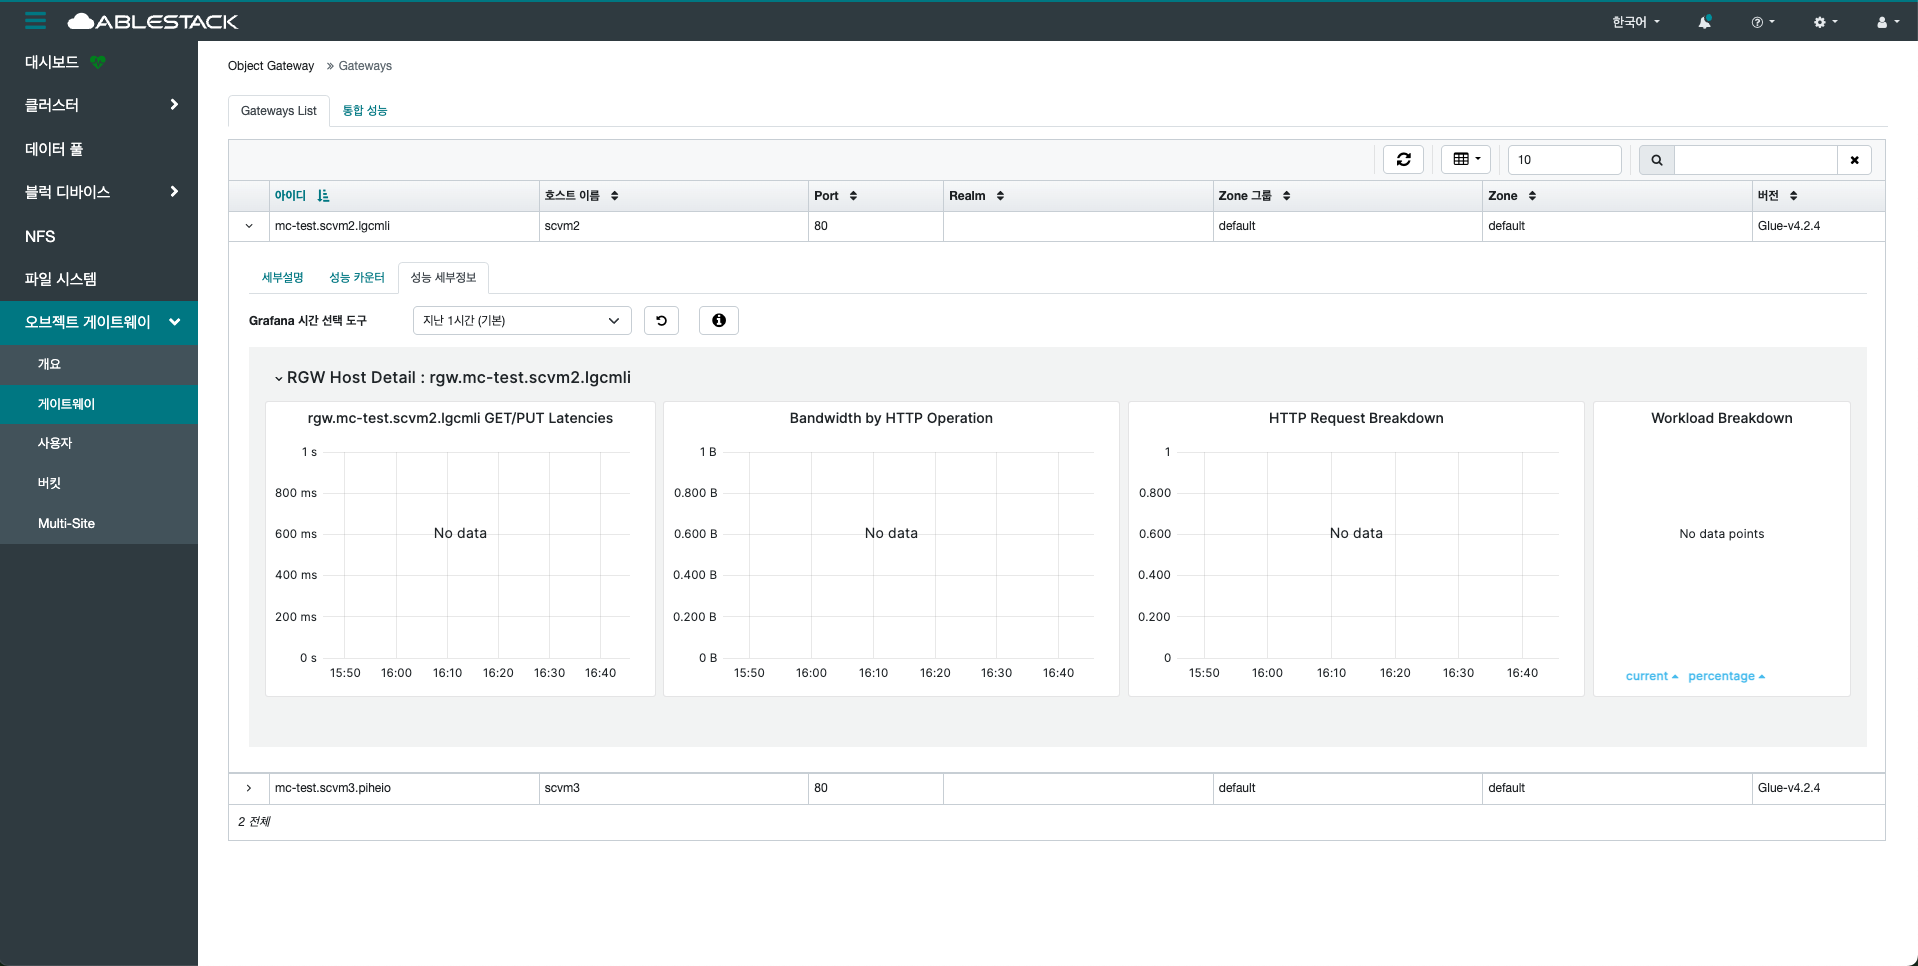 ABLESTACK
한국어
대시보드
클러스터
데이터 풀
블럭 디바이스
NFS
파일 시스템
오브젝트 게이트웨이
개요
게이트웨이
사용자
버킷
Multi-Site
Object Gateway » Gateways
Gateways List 통합 성능
10
아이디 호스트 이름 Port Realm Zone 그룹 Zone 버전
mc-test.scvm2.lgcmli scvm2 80 default default Glue-v4.2.4
세부설명 성능 카운터 성능 세부정보
Grafana 시간 선택 도구 지난 1시간 (기본)
RGW Host Detail : rgw.mc-test.scvm2.lgcmli
rgw.mc-test.scvm2.lgcmli GET/PUT Latencies
1 s
800 ms
600 ms
400 ms
200 ms
0 s
No data
15:50 16:00 16:10 16:20 16:30 16:40
Bandwidth by HTTP Operation
1 B
0.800 B
0.600 B
0.400 B
0.200 B
0 B
No data
15:50 16:00 16:10 16:20 16:30 16:40
HTTP Request Breakdown
1
0.800
0.600
0.400
0.200
0
No data
15:50 16:00 16:10 16:20 16:30 16:40
Workload Breakdown
No data points
current percentage
mc-test.scvm3.piheio scvm3 80 default default Glue-v4.2.4
2 전체